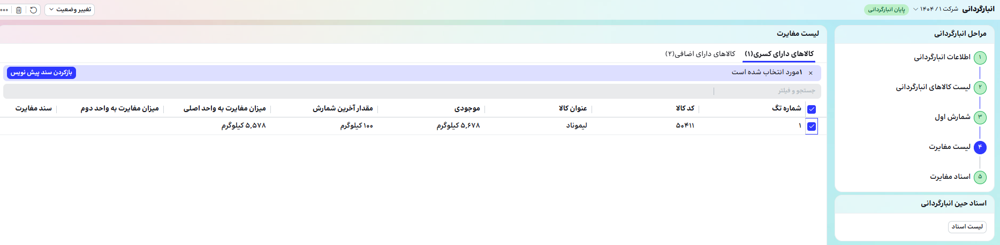 انبارگردانی شرکت ۱ / ۱۴۰۴ پایان انبارگردانی
تغییر وضعیت
مراحل انبارگردانی
۱ اطلاعات انبارگردانی
۲ لیست کالاهای انبارگردانی
۳ شمارش اول
۴ لیست مغایرت
۵ اسناد مغایرت
اسناد حین انبارگردانی
لیست اسناد
لیست مغایرت
کالاهای دارای کسری(۱) کالاهای دارای اضافی(۲)
× ۱مورد انتخاب شده است بازکردن سند پیش نویس
جستجو و فیلتر
شماره تگ کد کالا عنوان کالا موجودی مقدار آخرین شمارش میزان مغایرت به واحد اصلی میزان مغایرت به واحد دوم سند مغایرت
۱ ۵۰۴۱۱ لیموناد ۵,۶۷۸ کیلوگرم ۱۰۰ کیلوگرم ۵,۵۷۸ کیلوگرم